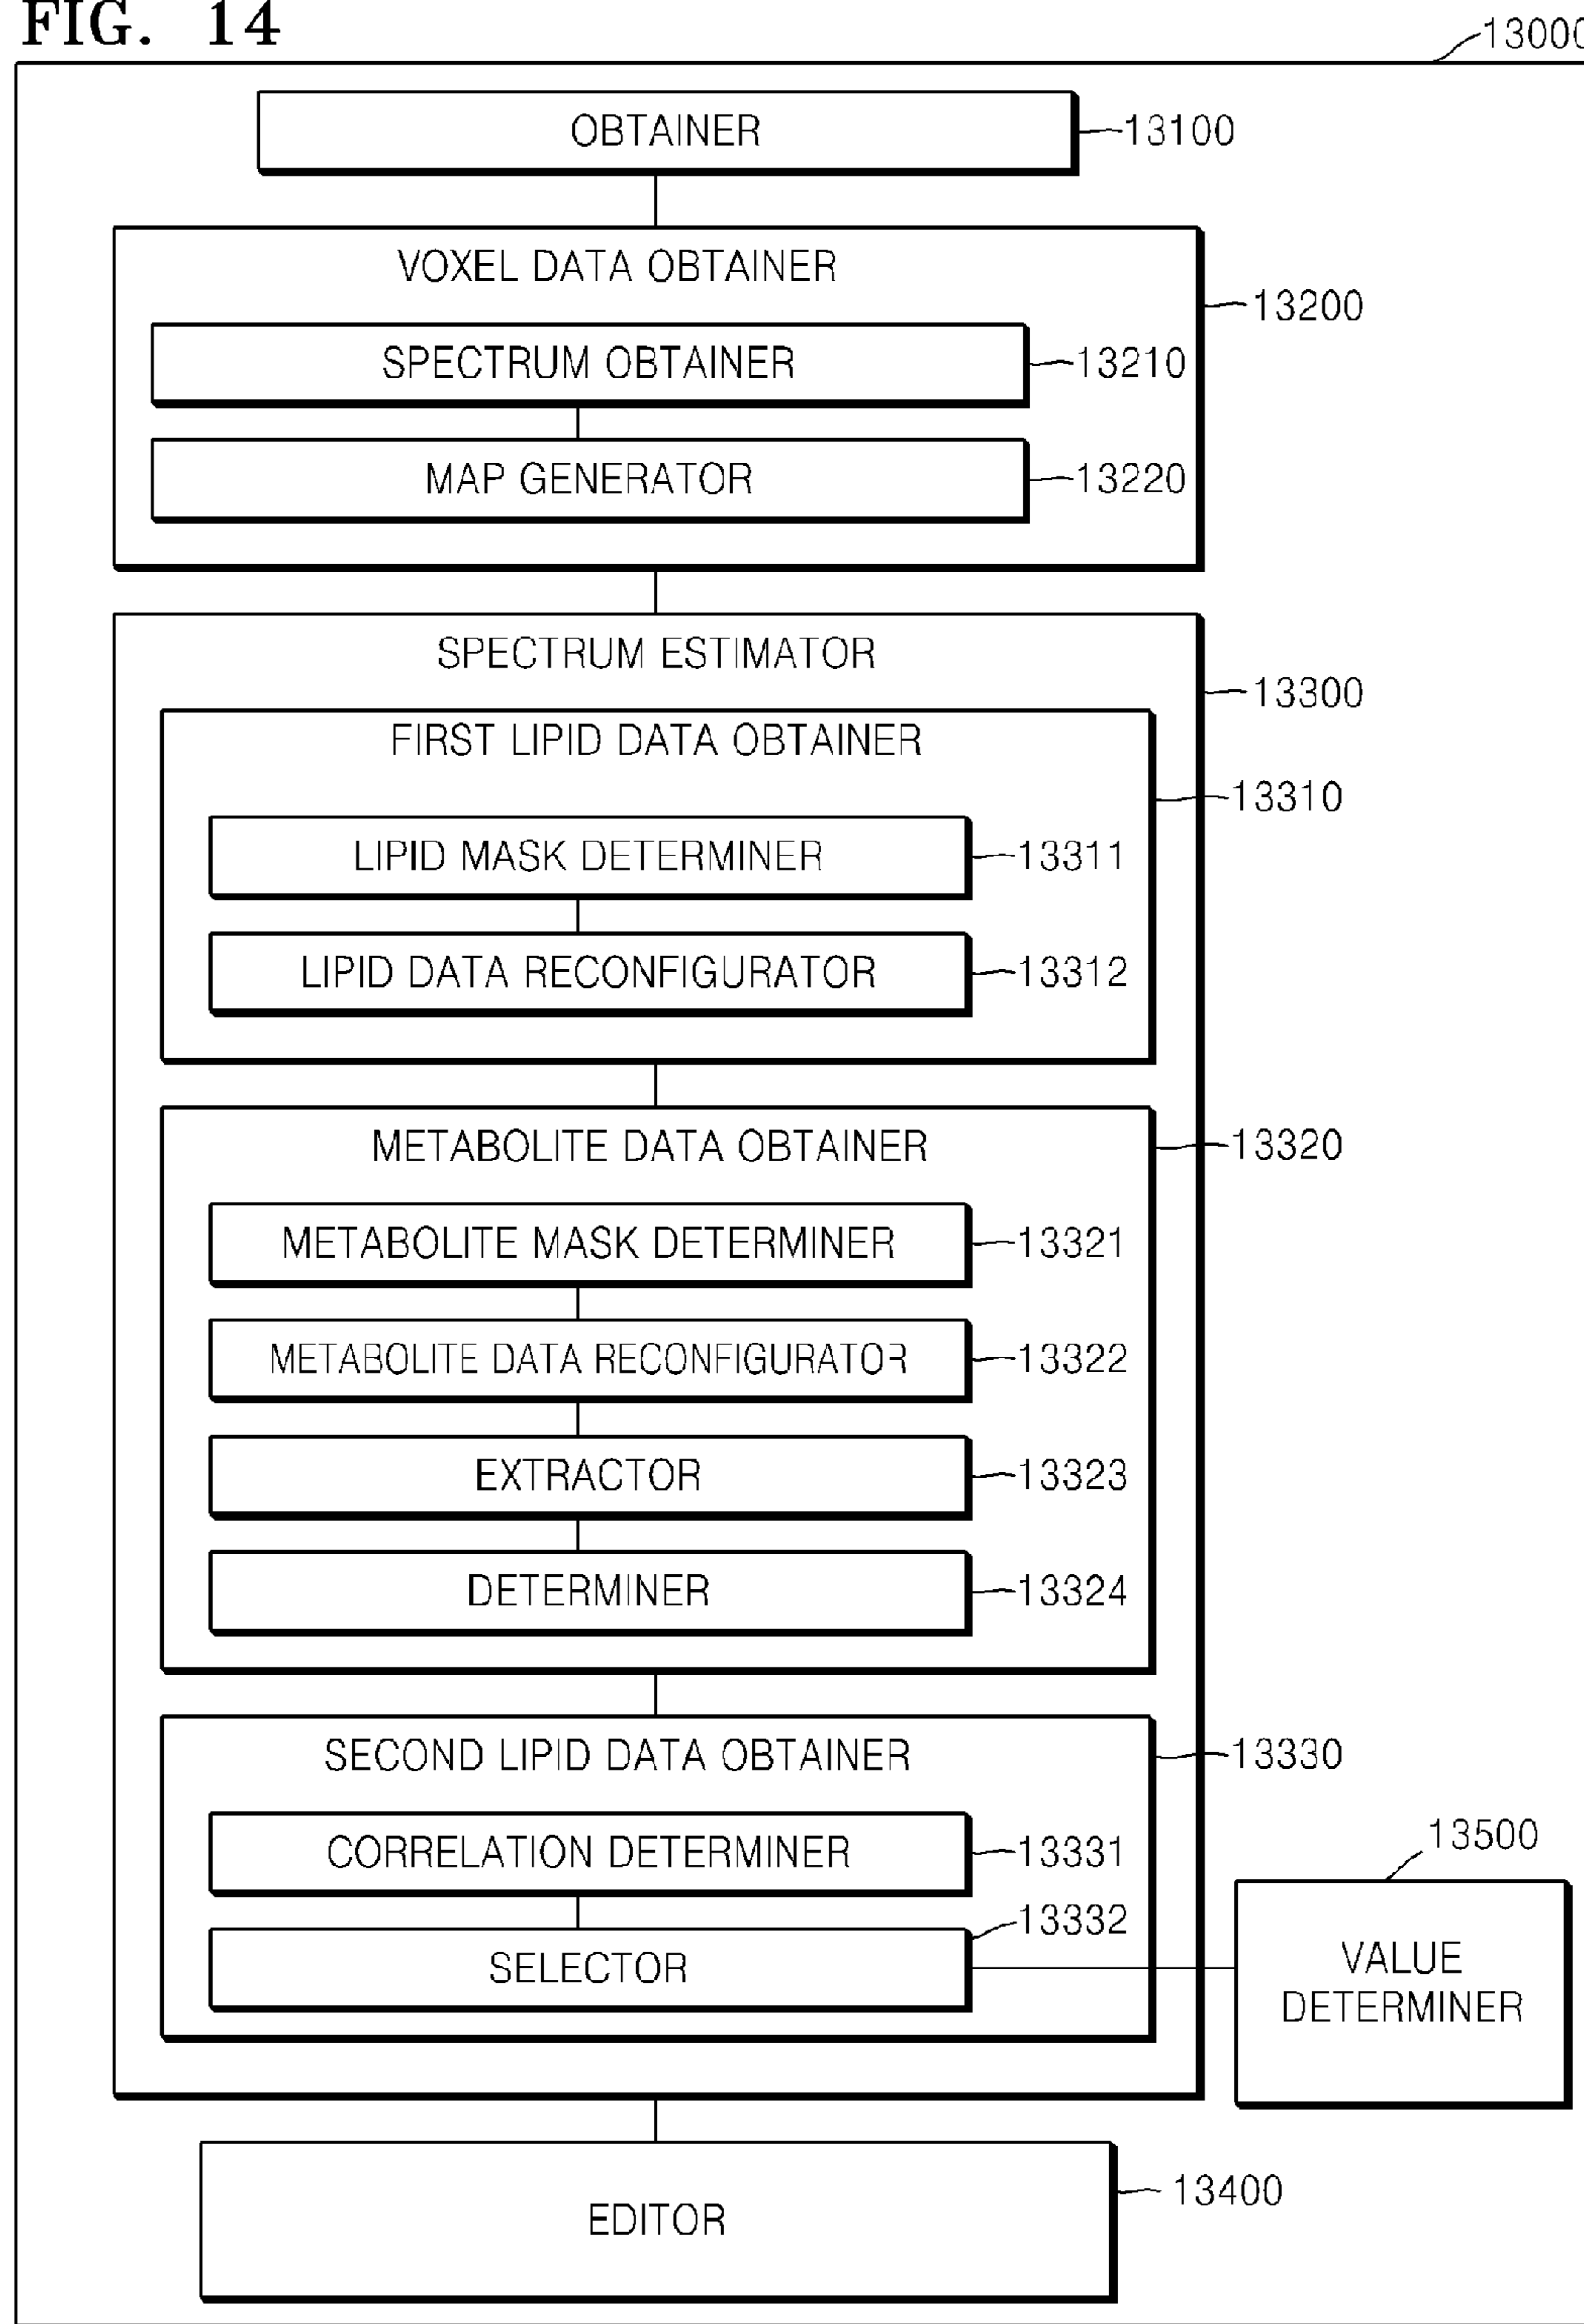 FIG. 14
13000
OBTAINER
13100
VOXEL DATA OBTAINER
13200
SPECTRUM OBTAINER
13210
MAP GENERATOR
13220
SPECTRUM ESTIMATOR
13300
FIRST LIPID DATA OBTAINER
13310
LIPID MASK DETERMINER
13311
LIPID DATA RECONFIGURATOR
13312
METABOLITE DATA OBTAINER
13320
METABOLITE MASK DETERMINER
13321
METABOLITE DATA RECONFIGURATOR
13322
EXTRACTOR
13323
DETERMINER
13324
SECOND LIPID DATA OBTAINER
13330
CORRELATION DETERMINER
13331
SELECTOR
13332
13500
VALUE
DETERMINER
EDITOR
13400